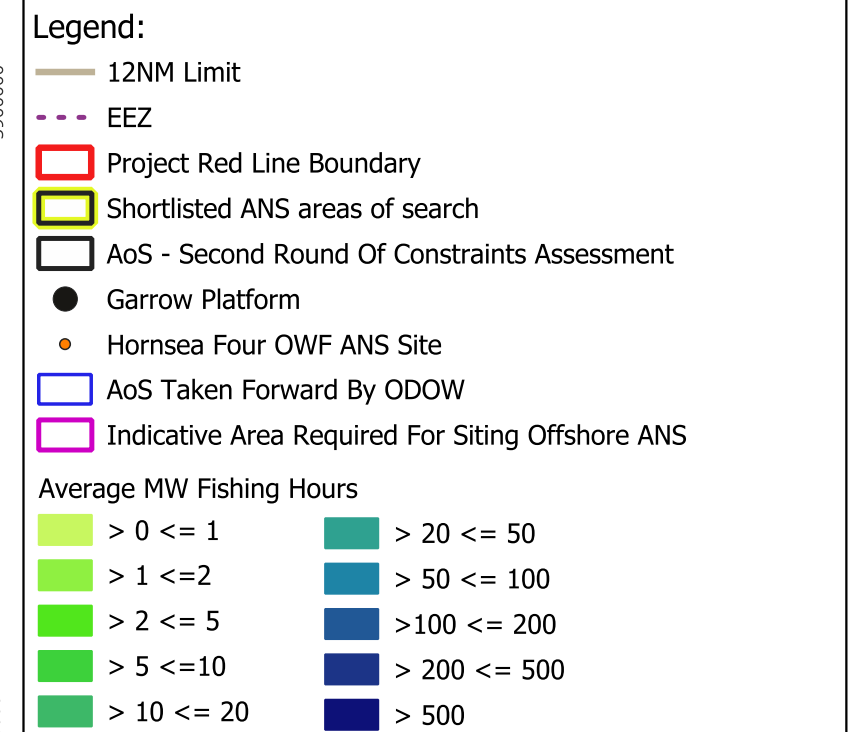 Legend:
12NM Limit
EEZ
Project Red Line Boundary
Shortlisted ANS areas of search
AoS - Second Round Of Constraints Assessment
Garrow Platform
Hornsea Four OWF ANS Site
AoS Taken Forward By ODOW
Indicative Area Required For Siting Offshore ANS
Average MW Fishing Hours
> 0 <= 1
> 1 <=2
> 2 <= 5
> 5 <=10
> 10 <= 20
> 20 <= 50
> 50 <= 100
>100 <= 200
> 200 <= 500
> 500